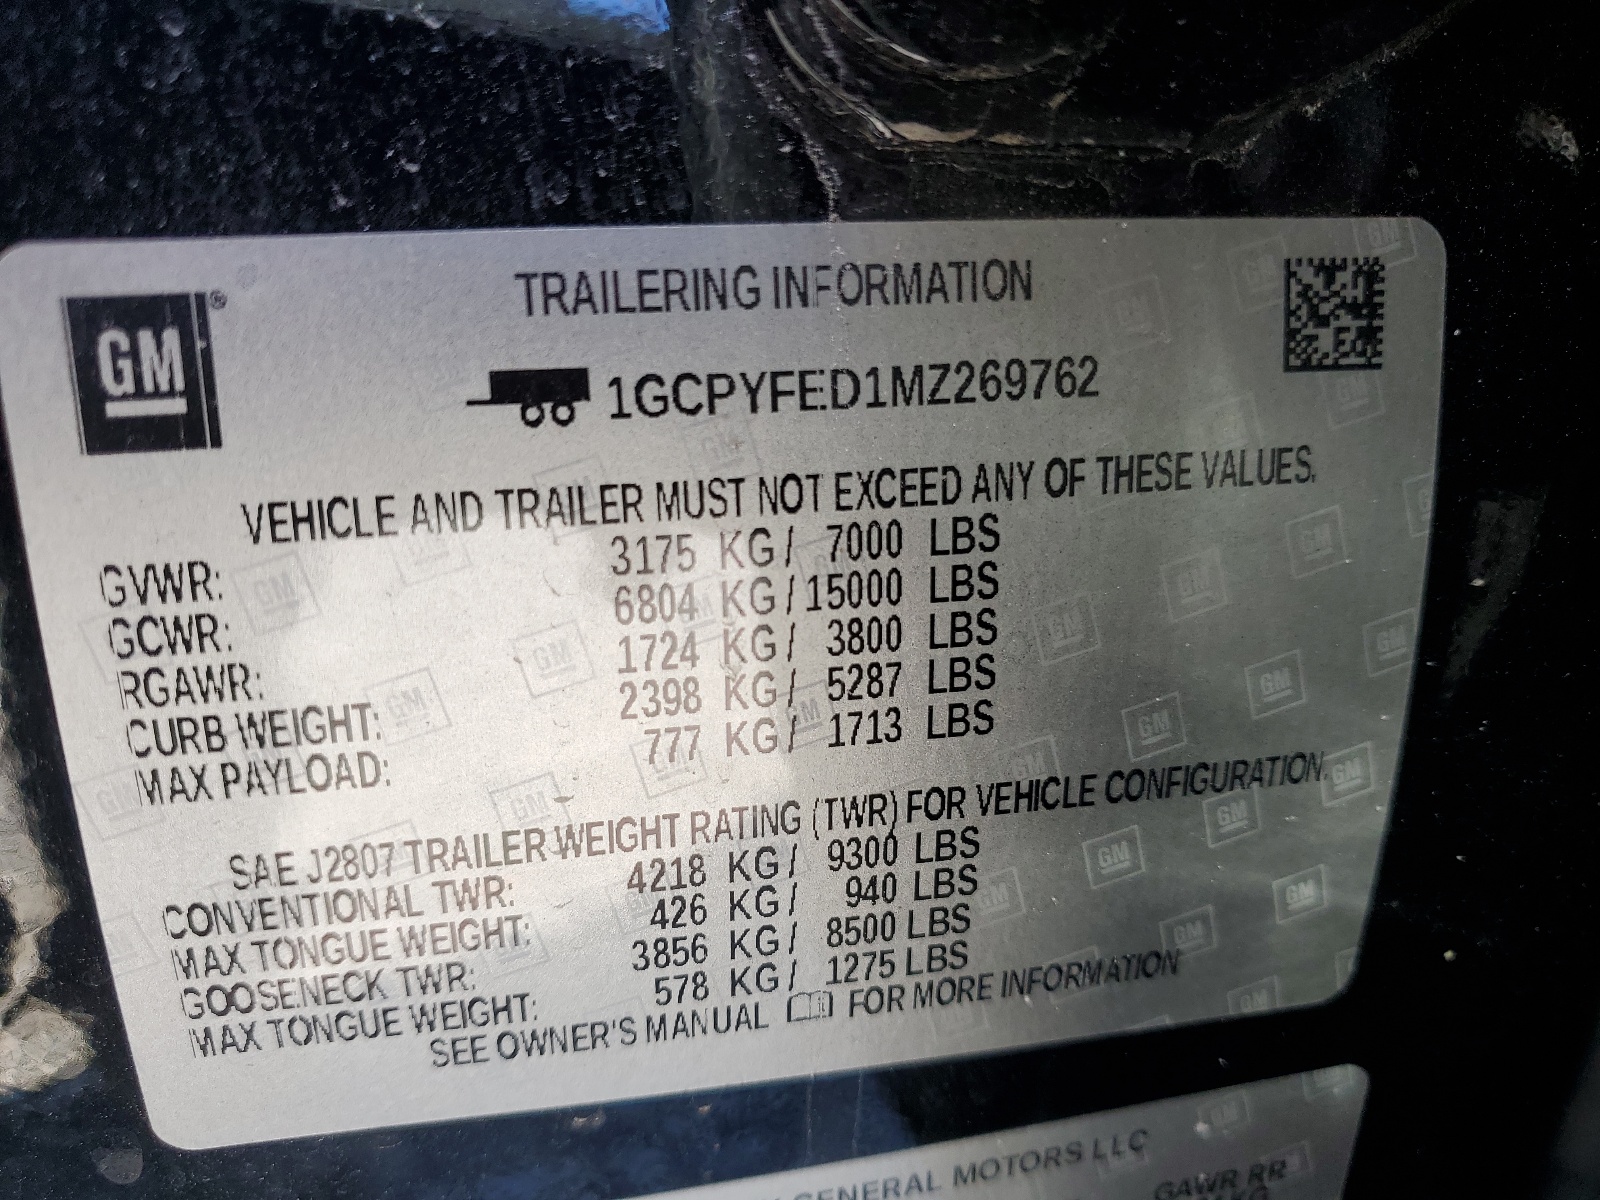 GM®
TRAILERING INFORMATION
1GCPYFED1MZ269762
VEHICLE AND TRAILER MUST NOT EXCEED ANY OF THESE VALUES.
GVWR: 3175 KG / 7000 LBS
GCWR: 6804 KG / 15000 LBS
RGAWR: 1724 KG / 3800 LBS
CURB WEIGHT: 2398 KG / 5287 LBS
MAX PAYLOAD: 777 KG / 1713 LBS
SAE J2807 TRAILER WEIGHT RATING (TWR) FOR VEHICLE CONFIGURATION.
CONVENTIONAL TWR: 4218 KG / 9300 LBS
MAX TONGUE WEIGHT: 426 KG / 940 LBS
GOOSENECK TWR: 3856 KG / 8500 LBS
MAX TONGUE WEIGHT: 578 KG / 1275 LBS
SEE OWNER'S MANUAL FOR MORE INFORMATION
GENERAL MOTORS LLC
GAWR RR